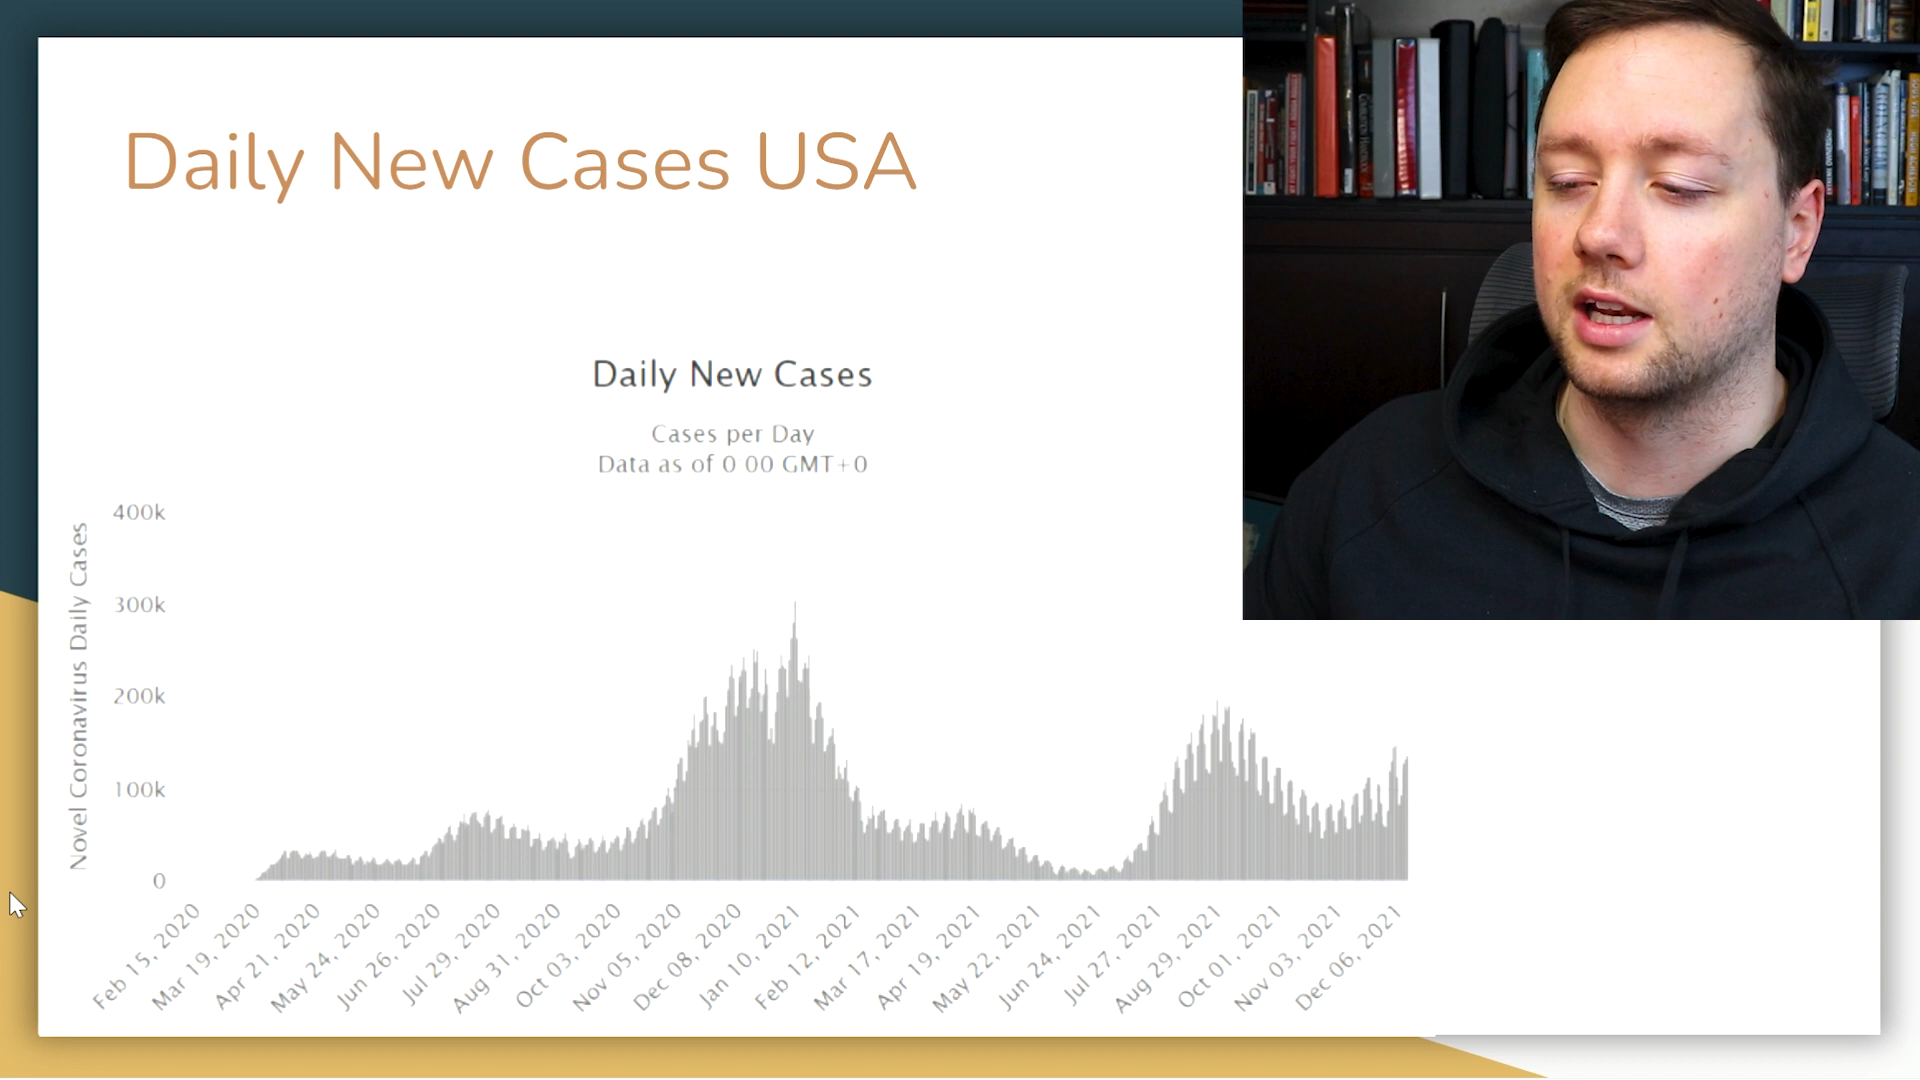 Daily New Cases USA
Daily New Cases
Cases per Day
Data as of 0 00 GMT+0
Novel Coronavirus Daily Cases
400k
300k
200k
100k
0
Feb 15, 2020
Mar 19, 2020
Apr 21, 2020
May 24, 2020
Jun 26, 2020
Jul 29, 2020
Aug 31, 2020
Oct 03, 2020
Nov 05, 2020
Dec 08, 2020
Jan 10, 2021
Feb 12, 2021
Mar 17, 2021
Apr 19, 2021
May 22, 2021
Jun 24, 2021
Jul 27, 2021
Aug 29, 2021
Oct 01, 2021
Nov 03, 2021
Dec 06, 2021